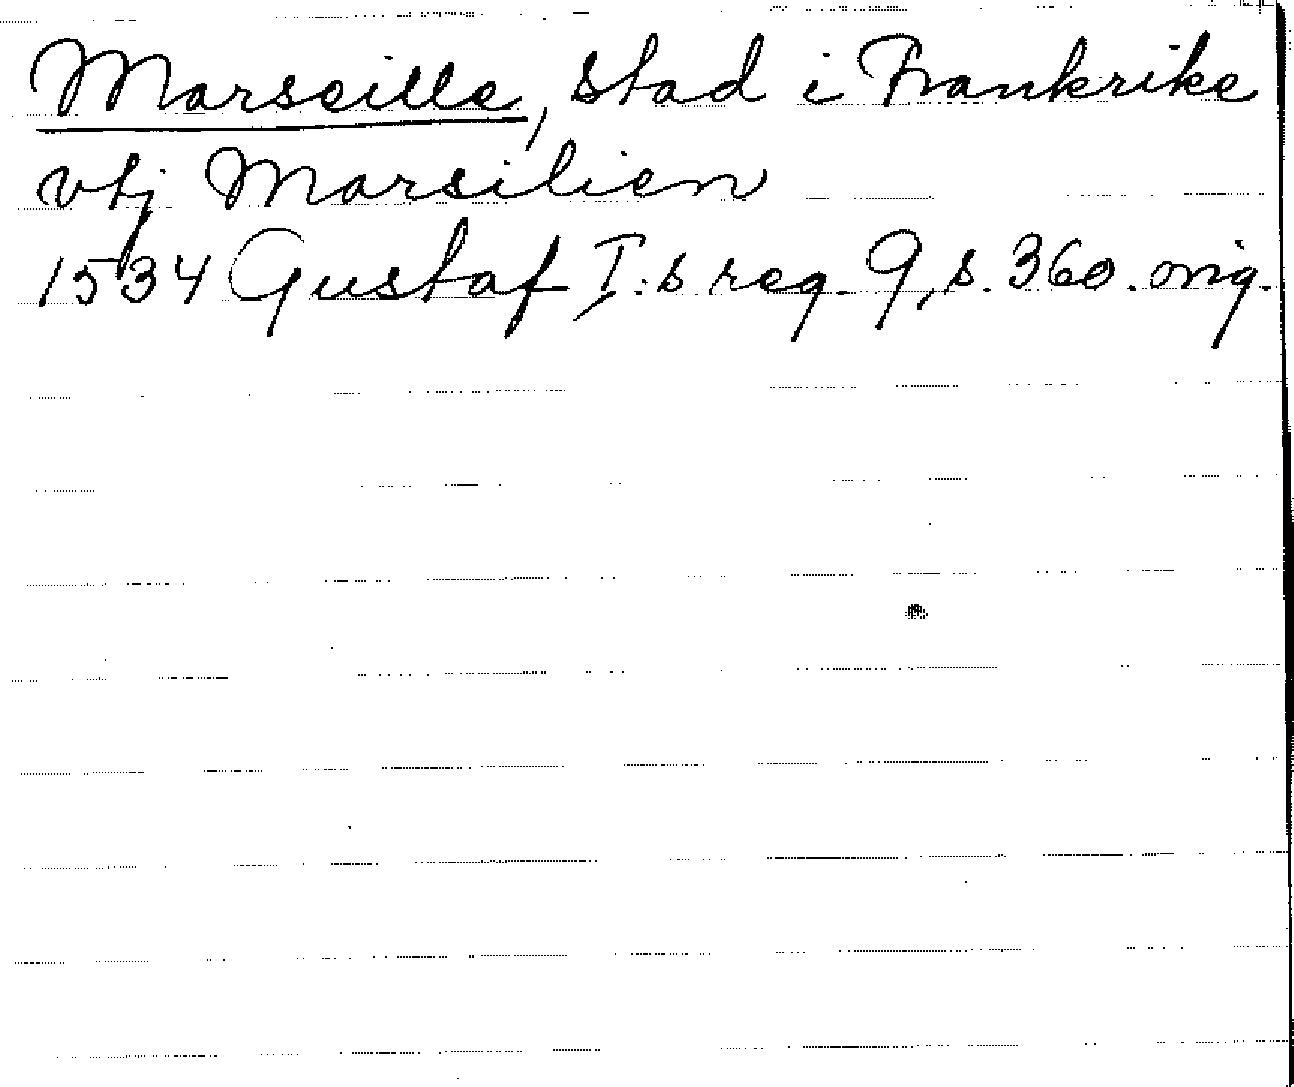 Marseille, stad i Frankrike
vtj Marsilien
1534 Gustaf I:s reg. 9, s. 360. orig.